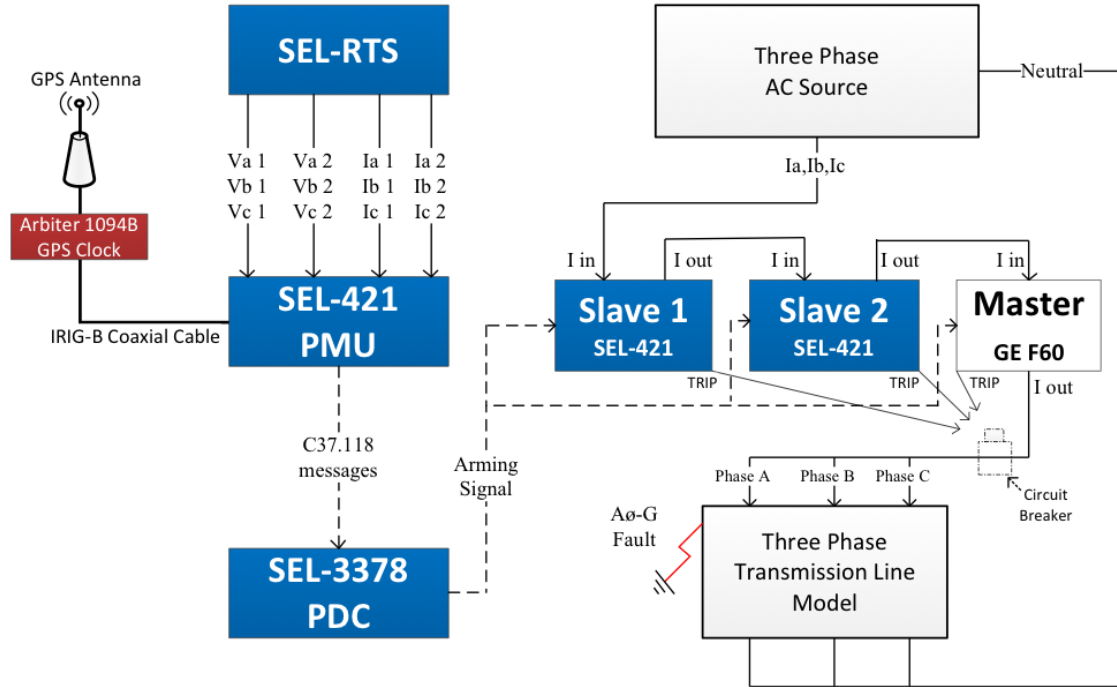 SEL-RTS
GPS Antenna
Va 1
Vb 1
Vc 1
Va 2
Vb 2
Vc 2
Ia 1
Ib 1
Ic 1
Ia 2
Ib 2
Ic 2
Arbiter 1094B
GPS Clock
IRIG-B Coaxial Cable
SEL-421
PMU
C37.118
messages
SEL-3378
PDC
Arming
Signal
Three Phase
AC Source
Neutral
Ia,Ib,Ic
I in
I out
I in
I out
I in
Slave 1
SEL-421
Slave 2
SEL-421
Master
GE F60
TRIP
TRIP
TRIP
I out
Circuit
Breaker
Phase A
Phase B
Phase C
Aø-G
Fault
Three Phase
Transmission Line
Model